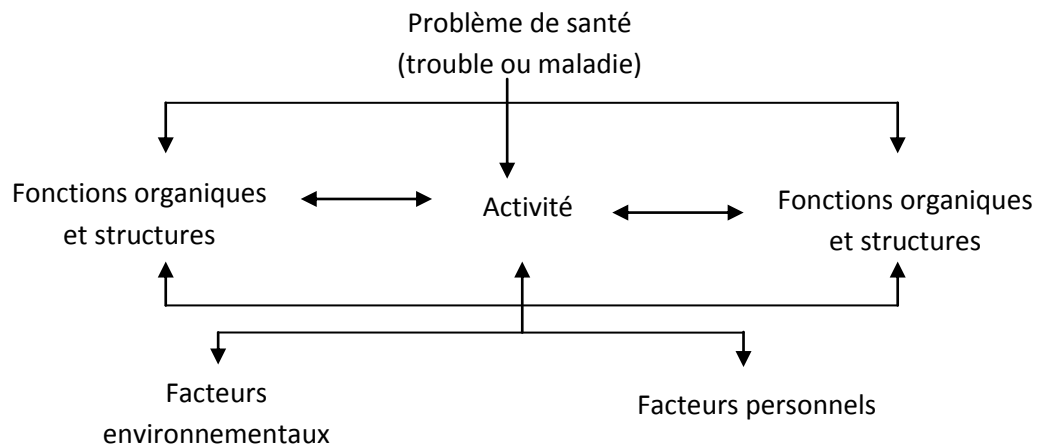 Problème de santé
(trouble ou maladie)
Fonctions organiques
et structures
Activité
Fonctions organiques
et structures
Facteurs
environnementaux
Facteurs personnels